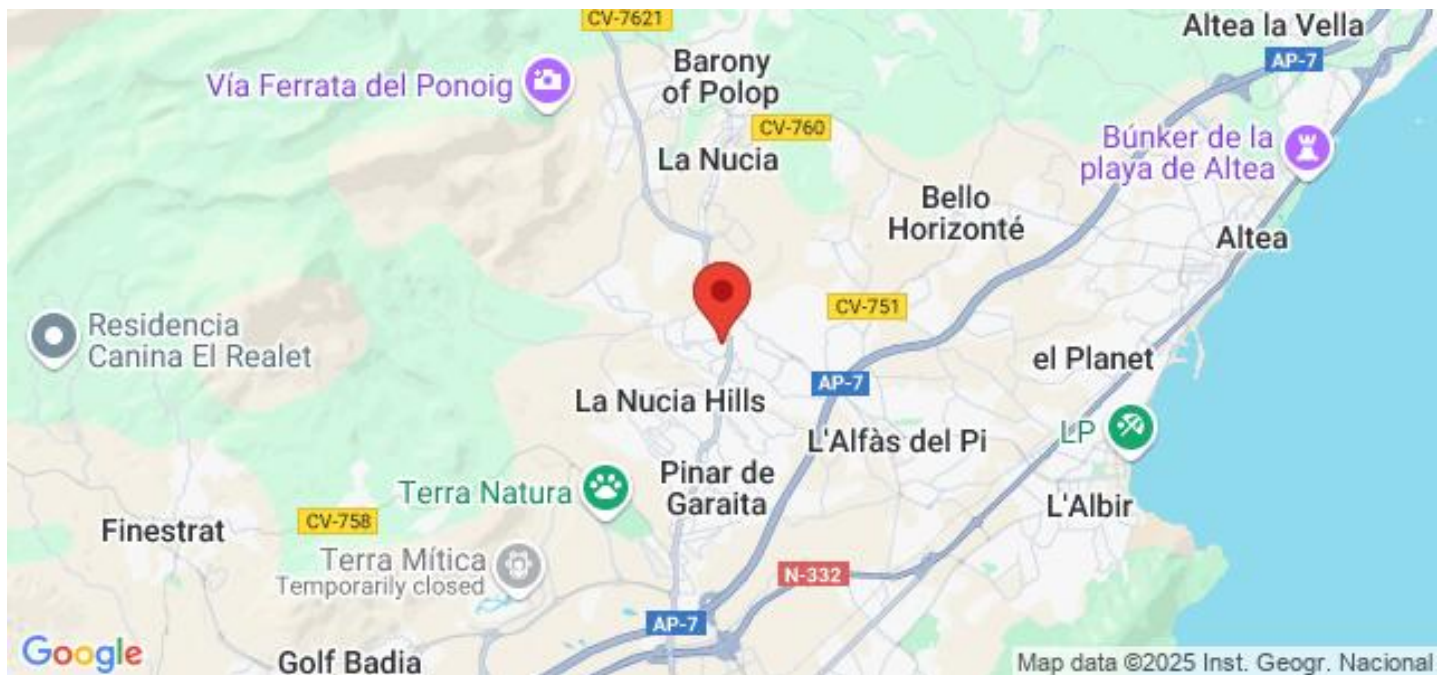 CV-7621
Altea la Vella
AP-7
Barony
of Polop
Vía Ferrata del Ponoig
CV-760
La Nucia
Búnker de la
playa de Altea
Bello
Horizonté
Altea
CV-751
Residencia
Canina El Realet
el Planet
AP-7
La Nucia Hills
LP
L'Alfàs del Pi
Pinar de
Garaita
Terra Natura
L'Albir
CV-758
Finestrat
Terra Mítica
Temporarily closed
N-332
AP-7
Google
Golf Badia
Map data ©2025 Inst. Geogr. Nacional